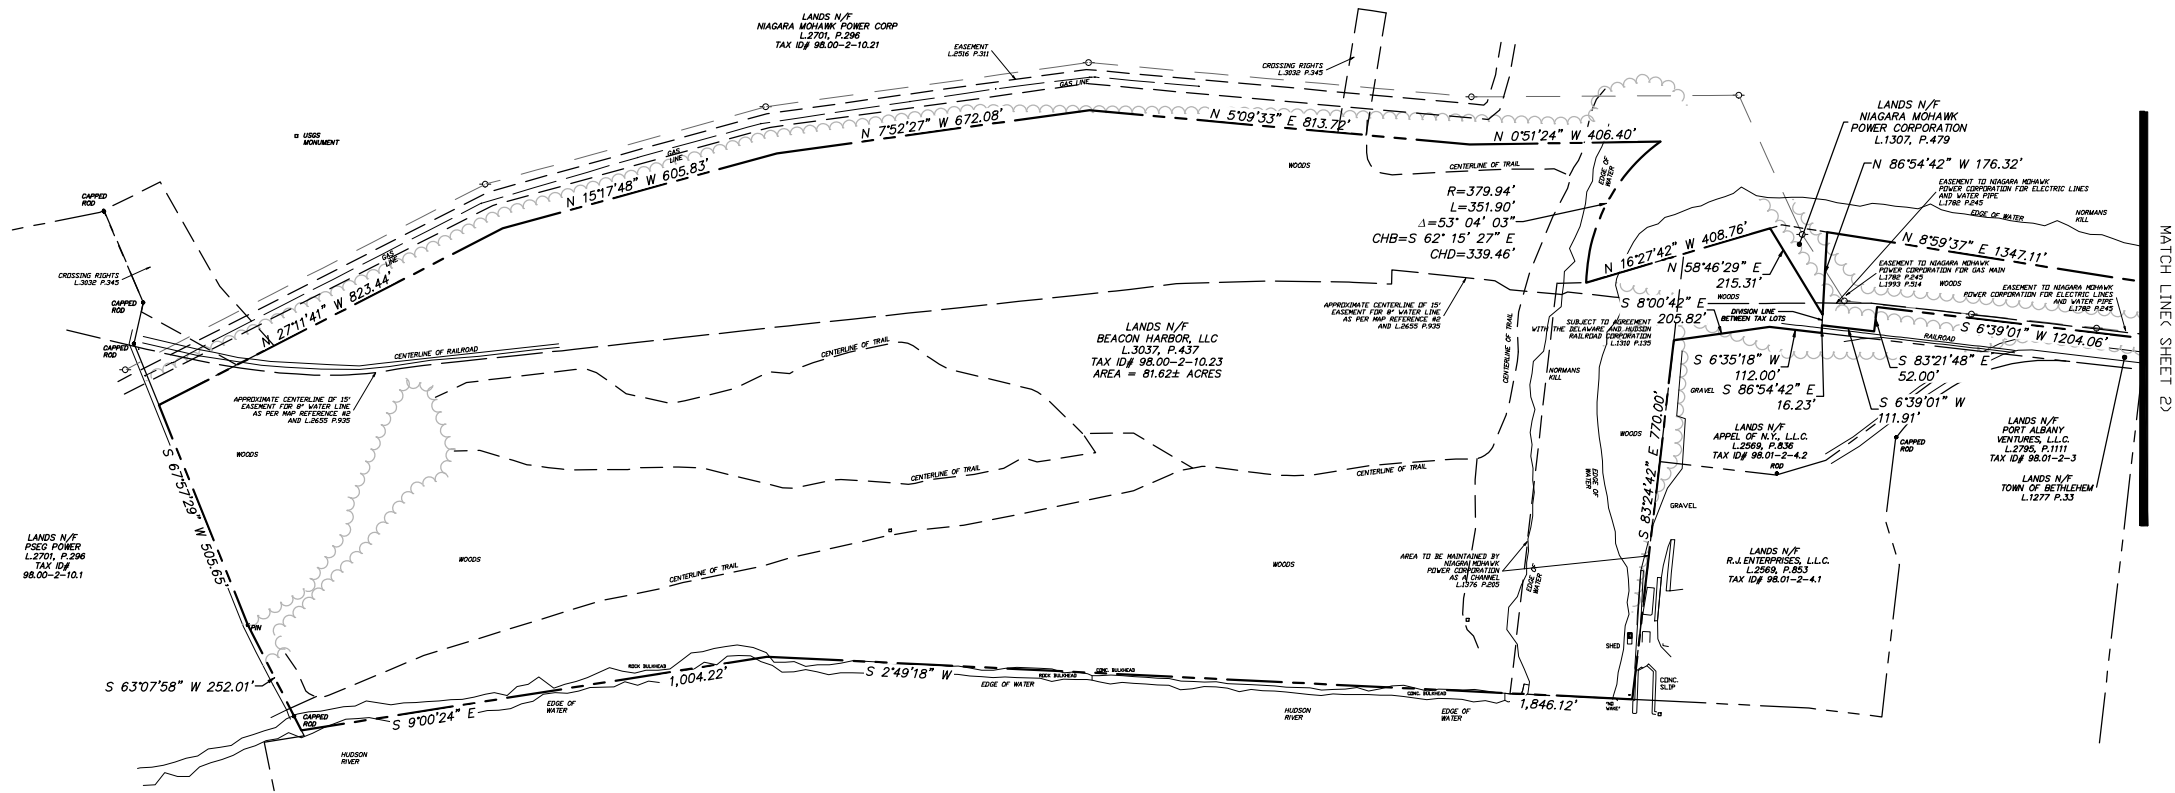 LANDS N/F
NIAGARA MOHAWK POWER CORP
L.2701, P.296
TAX ID# 98.00-2-10.21
EASEMENT
L.2516 P.311
CROSSING RIGHTS
L.3032 P.345
GAS LINE
USGS
MONUMENT
GAS
LINE
N 7°52'27" W 672.08'
N 5°09'33" E 813.72'
N 0°51'24" W 406.40'
LANDS N/F
NIAGARA MOHAWK
POWER CORPORATION
L.1307, P.479
N 86°54'42" W 176.32'
EASEMENT TO NIAGARA MOHAWK
POWER CORPORATION FOR ELECTRIC LINES
AND WATER PIPE
L.1782 P.245
EDGE OF WATER
NORMANS
KILL
WOODS
CENTERLINE OF TRAIL
EDGE OF
WATER
N 15°17'48" W 605.83'
R=379.94'
L=351.90'
Δ=53° 04' 03"
CHB=S 62° 15' 27" E
CHD=339.46'
CAPPED
ROD
N 16°27'42" W 408.76'
N 8°59'37" E 1347.11'
MATCH LINE< SHEET 2>
GAS
LINE
N 27°11'41" W 823.44'
CROSSING RIGHTS
L.3032 P.345
CAPPED
ROD
CAPPED
ROD
N 58°46'29" E
215.31'
EASEMENT TO NIAGARA MOHAWK
POWER CORPORATION FOR GAS MAIN
L.1782 P.245
L.1993 P.514
WOODS
EASEMENT TO NIAGARA MOHAWK
POWER CORPORATION FOR ELECTRIC LINES
AND WATER PIPE
L.1782 P.245
S 8°00'42" E
205.82'
WOODS
DIVISION LINE
BETWEEN TAX LOTS
APPROXIMATE CENTERLINE OF 15'
EASEMENT FOR 8" WATER LINE
AS PER MAP REFERENCE #2
AND L.2655 P.935
SUBJECT TO AGREEMENT
WITH THE DELAWARE AND HUDSON
RAILROAD CORPORATION
L.1310 P.135
S 6°39'01" W 1204.06'
RAILROAD
LANDS N/F
BEACON HARBOR, LLC
L.3037, P.437
TAX ID# 98.00-2-10.23
AREA = 81.62± ACRES
CENTERLINE OF RAILROAD
CENTERLINE OF TRAIL
CENTERLINE OF TRAIL
NORMANS
KILL
S 6°35'18" W
112.00'
S 83°21'48" E
52.00'
GRAVEL
S 86°54'42" E
16.23'
S 6°39'01" W
111.91'
APPROXIMATE CENTERLINE OF 15'
EASEMENT FOR 8" WATER LINE
AS PER MAP REFERENCE #2
AND L.2655 P.935
WOODS
WOODS
LANDS N/F
APPEL OF N.Y., L.L.C.
L.2569, P.836
TAX ID# 98.01-2-4.2
ROD
CAPPED
ROD
LANDS N/F
PORT ALBANY
VENTURES, L.L.C.
L.2795, P.1111
TAX ID# 98.01-2-3
LANDS N/F
TOWN OF BETHLEHEM
L.1277 P.33
CENTERLINE OF TRAIL
CENTERLINE OF TRAIL
EDGE OF
WATER
S 83°24'42" E 770.00'
GRAVEL
S 67°57'29" W 505.65'
LANDS N/F
PSEG POWER
L.2701, P.296
TAX ID#
98.00-2-10.1
WOODS
CENTERLINE OF TRAIL
WOODS
AREA TO BE MAINTAINED BY
NIAGRA MOHAWK
POWER CORPORATION
AS A CHANNEL
L.1376 P.205
EDGE OF
WATER
LANDS N/F
R.J.ENTERPRISES, L.L.C.
L.2569, P.853
TAX ID# 98.01-2-4.1
PIN
SHED
S 63°07'58" W 252.01'
ROCK BULKHEAD
1,004.22'
S 2°49'18" W
ROCK BULKHEAD
CONC. BULKHEAD
EDGE OF WATER
CONC. BULKHEAD
CONC.
SLIP
1,846.12'
"NO
WAKE"
CAPPED
ROD
S 9°00'24" E
EDGE OF
WATER
HUDSON
RIVER
EDGE OF
WATER
HUDSON
RIVER